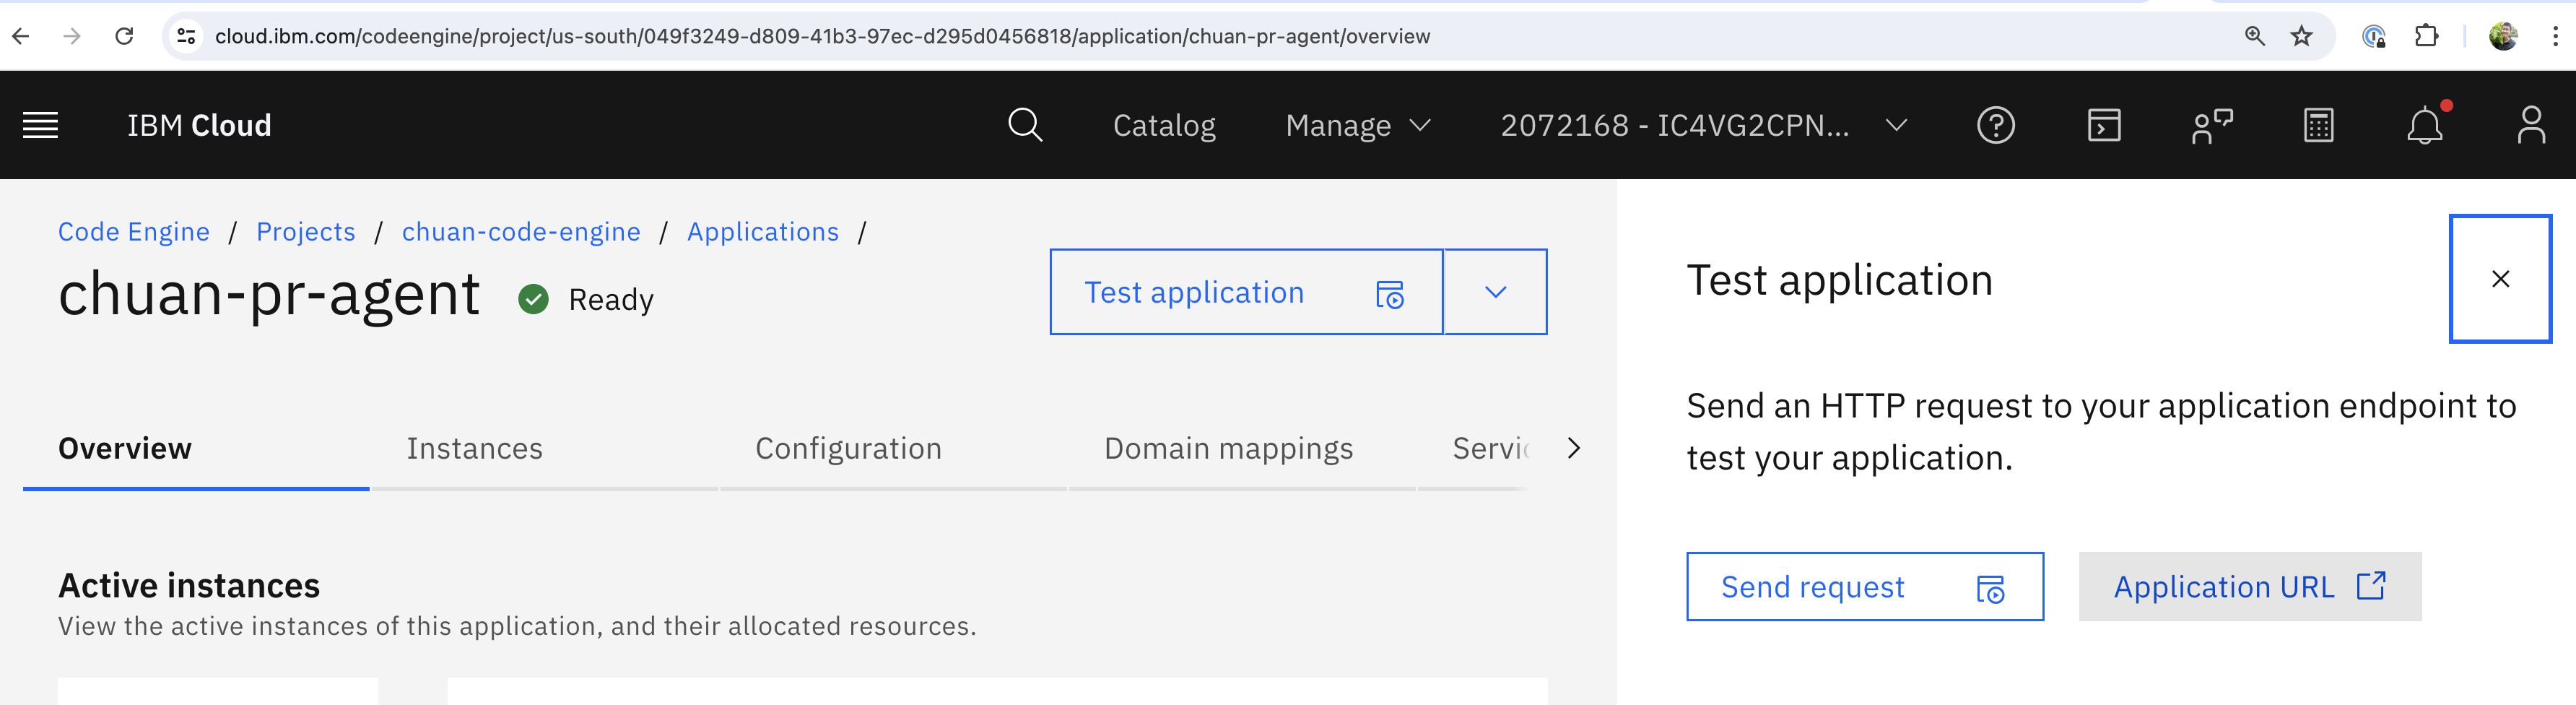 cloud.ibm.com/codeengine/project/us-south/049f3249-d809-41b3-97ec-d295d0456818/application/chuan-pr-agent/overview
IBM Cloud
Catalog
Manage
2072168 - IC4VG2CPN...
Code Engine / Projects / chuan-code-engine / Applications /
chuan-pr-agent
Ready
Test application
Overview
Instances
Configuration
Domain mappings
Active instances
View the active instances of this application, and their allocated resources.
Test application
Send an HTTP request to your application endpoint to
test your application.
Send request
Application URL